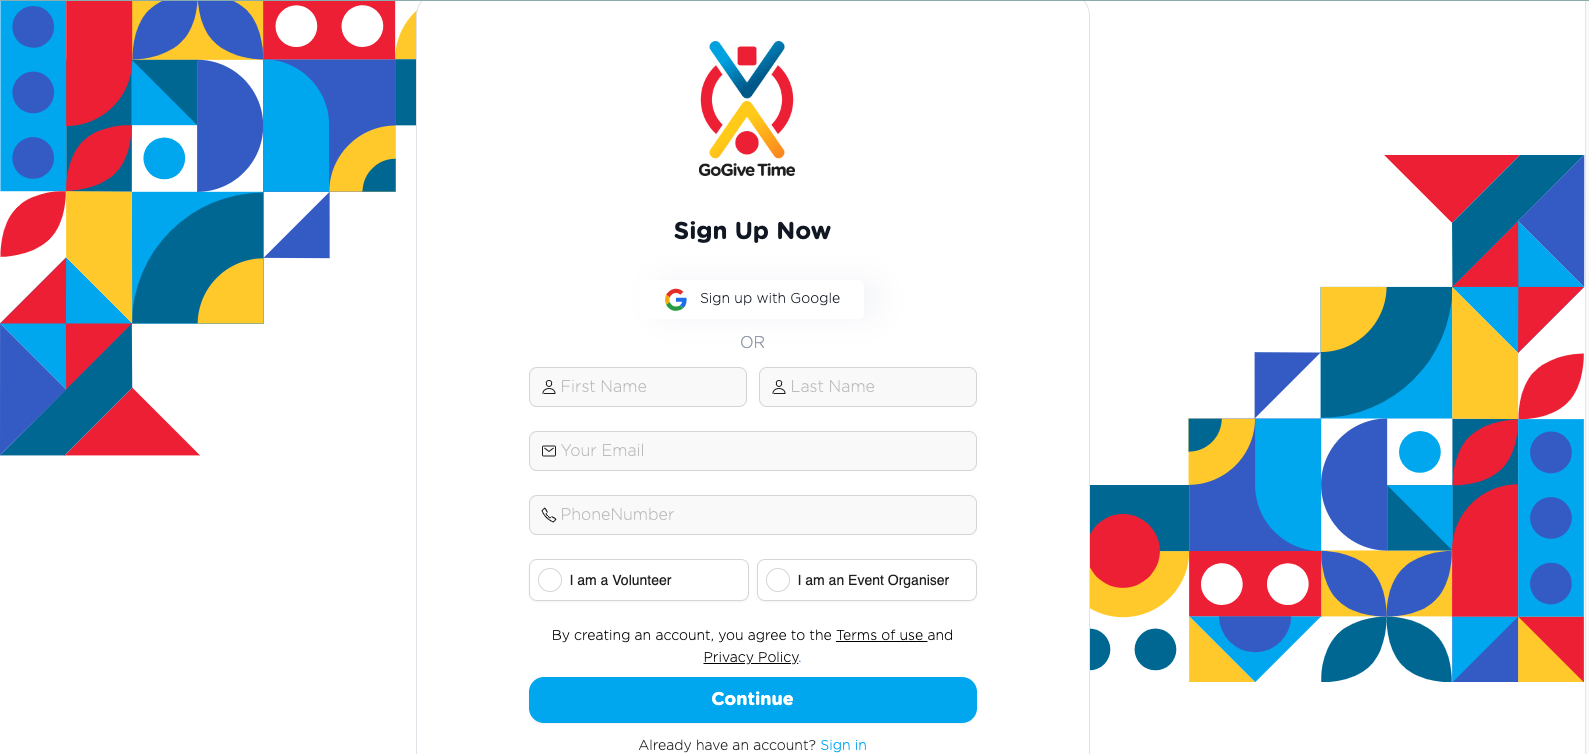 GoGive Time
Sign Up Now
Sign up with Google
OR
First Name
Last Name
Your Email
PhoneNumber
I am a Volunteer
I am an Event Organiser
By creating an account, you agree to the Terms of use and
Privacy Policy.
Continue
Already have an account? Sign in